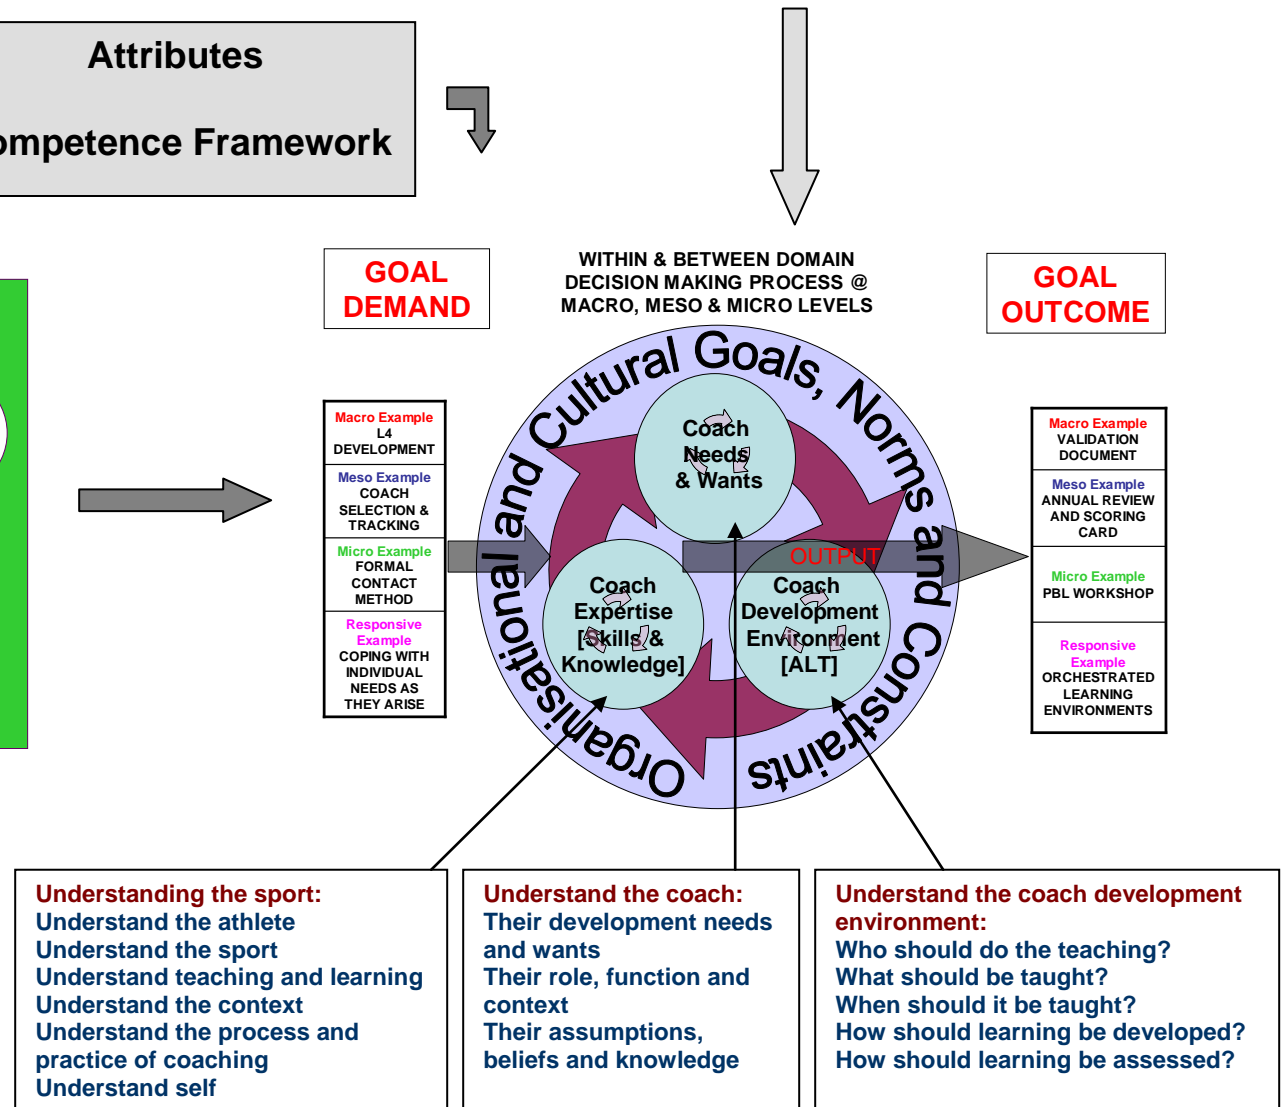 Attributes
ompetence Framework
GOAL
DEMAND
WITHIN & BETWEEN DOMAIN
DECISION MAKING PROCESS @
MACRO, MESO & MICRO LEVELS
GOAL
OUTCOME
Organisational and Cultural Goals, Norms and Constraints
Macro Example
L4
DEVELOPMENT
Meso Example
COACH
SELECTION &
TRACKING
Micro Example
FORMAL
CONTACT
METHOD
Responsive
Example
COPING WITH
INDIVIDUAL
NEEDS AS
THEY ARISE
Coach
Needs
& Wants
OUTPUT
Coach
Expertise
[Skills &
Knowledge]
Coach
Development
Environment
[ALT]
Macro Example
VALIDATION
DOCUMENT
Meso Example
ANNUAL REVIEW
AND SCORING
CARD
Micro Example
PBL WORKSHOP
Responsive
Example
ORCHESTRATED
LEARNING
ENVIRONMENTS
Understanding the sport:
Understand the athlete
Understand the sport
Understand teaching and learning
Understand the context
Understand the process and
practice of coaching
Understand self
Understand the coach:
Their development needs
and wants
Their role, function and
context
Their assumptions,
beliefs and knowledge
Understand the coach development
environment:
Who should do the teaching?
What should be taught?
When should it be taught?
How should learning be developed?
How should learning be assessed?